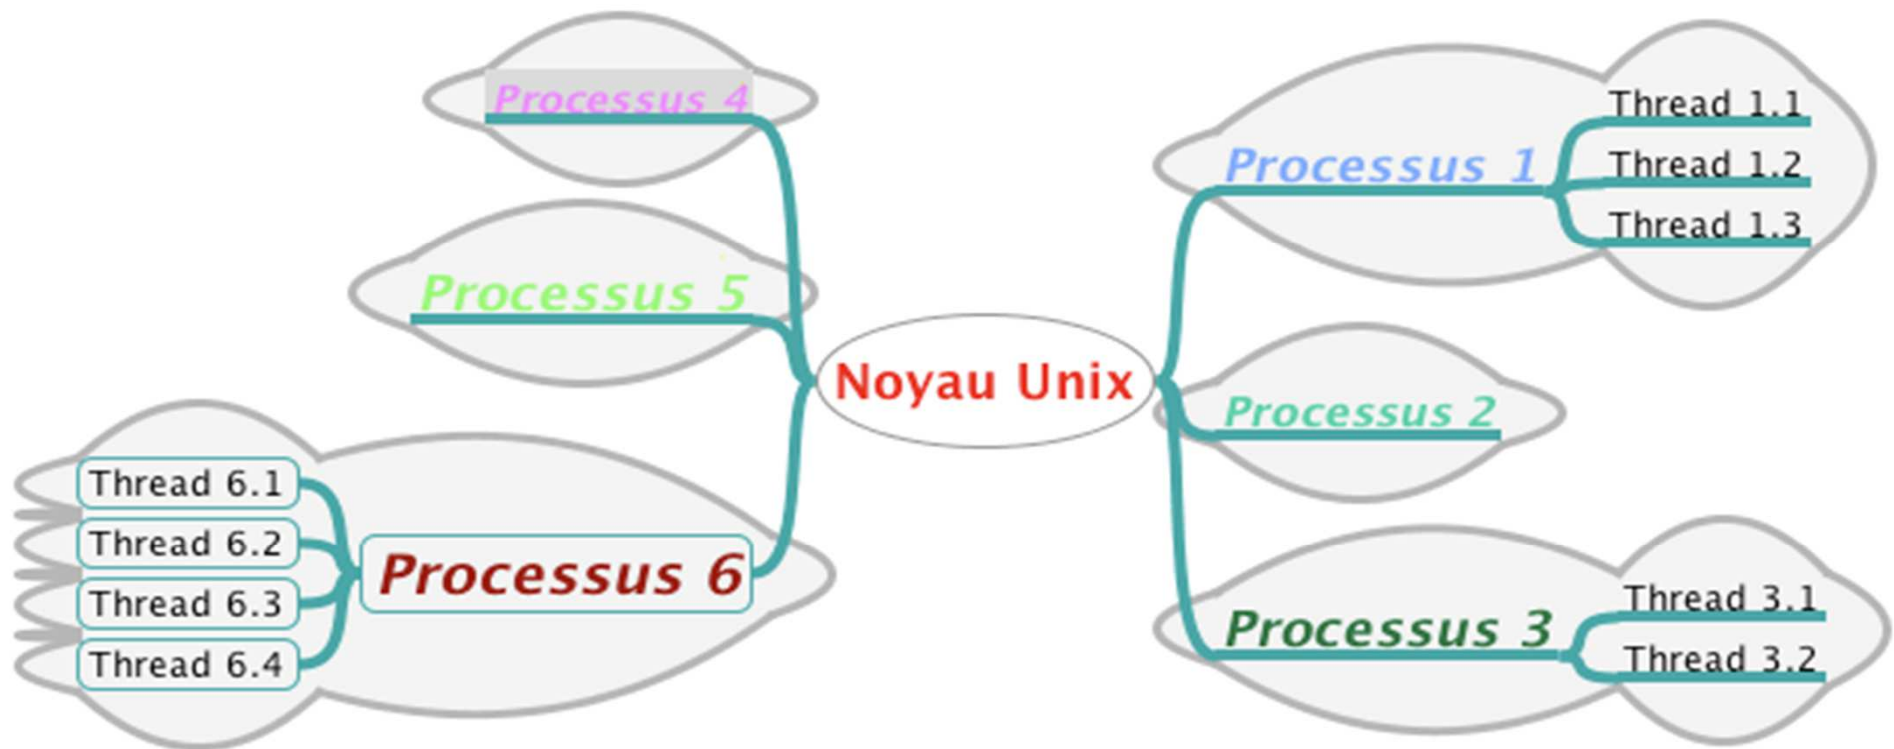 Processus 4
Processus 5
Thread 6.1
Thread 6.2
Thread 6.3
Thread 6.4
Processus 6
Noyau Unix
Processus 1
Thread 1.1
Thread 1.2
Thread 1.3
Processus 2
Processus 3
Thread 3.1
Thread 3.2